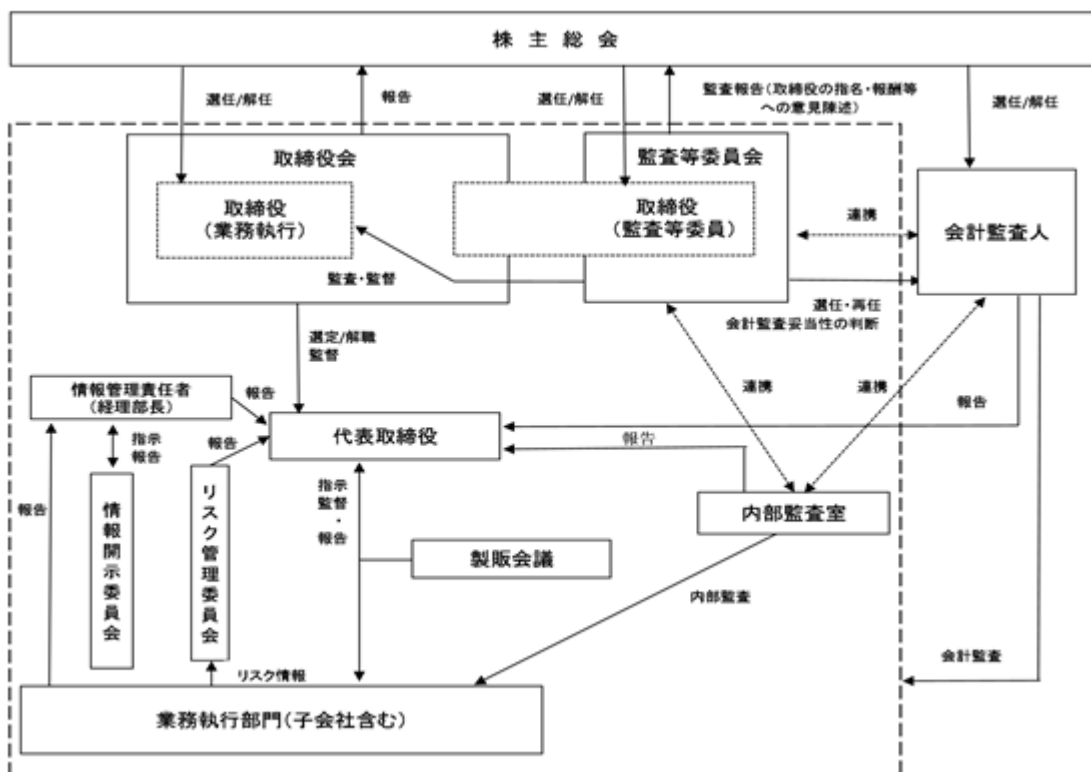 株主総会
選任/解任
報告
選任/解任
監査報告(取締役の指名・報酬等
への意見陳述)
選任/解任
取締役会
監査等委員会
取締役
(業務執行)
取締役
(監査等委員)
会計監査人
連携
監査・監督
選任・再任
会計監査妥当性の判断
選定/解職
監督
連携
連携
情報管理責任者
(経理部長)
報告
報告
代表取締役
報告
指示
報告
報告
報告
情報開示委員会
リスク管理委員会
指示
監督
・
報告
内部監査室
製販会議
内部監査
会計監査
リスク情報
業務執行部門(子会社含む)